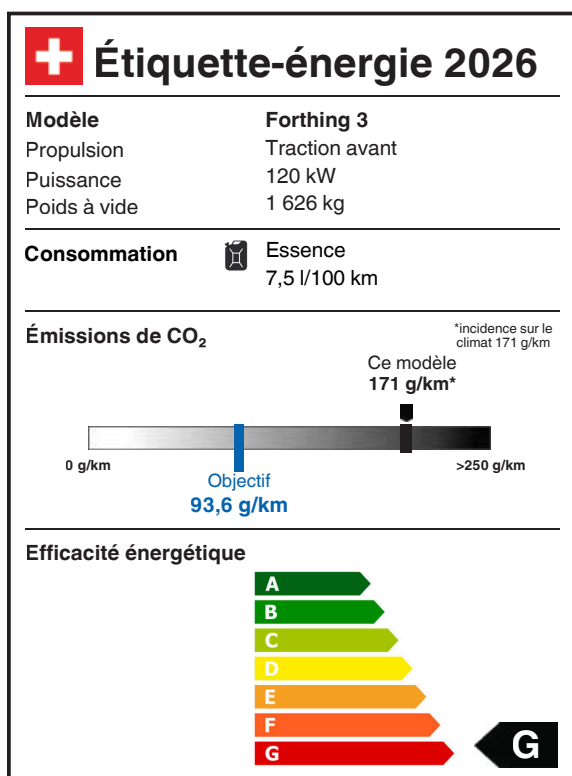 Étiquette-énergie 2026
Modèle Forthing 3
Propulsion Traction avant
Puissance 120 kW
Poids à vide 1 626 kg
Consommation Essence
7,5 l/100 km
Émissions de CO₂
*incidence sur le
climat 171 g/km
Ce modèle
171 g/km*
0 g/km >250 g/km
Objectif
93,6 g/km
Efficacité énergétique
A
B
C
D
E
F
G G